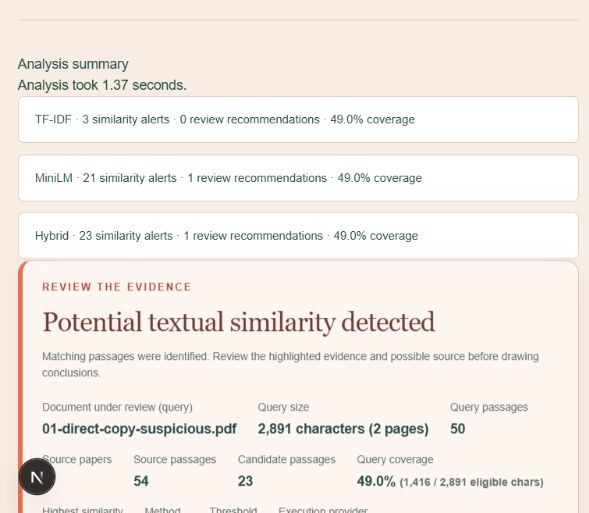 Analysis summary
Analysis took 1.37 seconds.
TF-IDF · 3 similarity alerts · 0 review recommendations · 49.0% coverage
MiniLM · 21 similarity alerts · 1 review recommendations · 49.0% coverage
Hybrid · 23 similarity alerts · 1 review recommendations · 49.0% coverage
REVIEW THE EVIDENCE
Potential textual similarity detected
Matching passages were identified. Review the highlighted evidence and possible source before drawing
conclusions.
Document under review (query) Query size Query passages
01-direct-copy-suspicious.pdf 2,891 characters (2 pages) 50
Source papers Source passages Candidate passages Query coverage
N 54 23 49.0% (1,416 / 2,891 eligible chars)
Highest similarity Method Threshold Execution provider